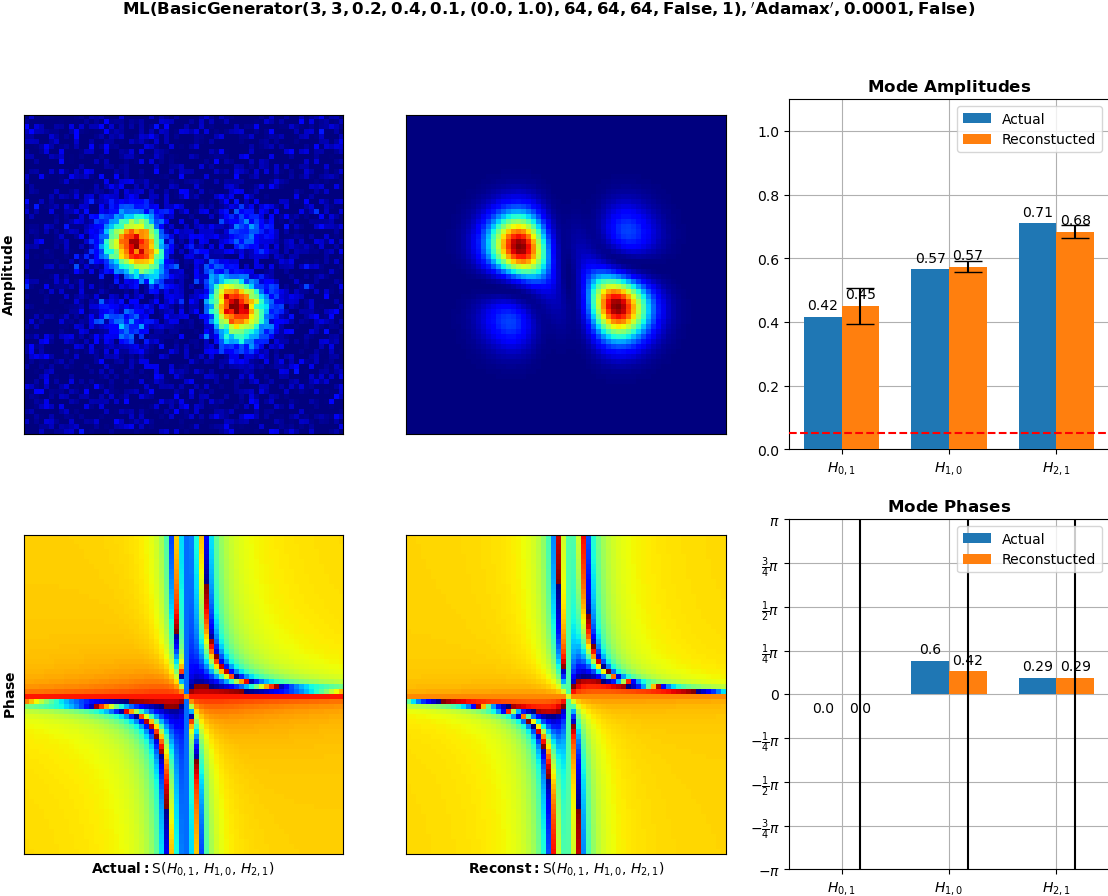 ML(BasicGenerator(3, 3, 0.2, 0.4, 0.1, (0.0, 1.0), 64, 64, 64, False, 1), ′Adamax′, 0.0001, False)
Amplitude
Mode Amplitudes
Actual
Reconstucted
1.0
0.8
0.6
0.4
0.2
0.0
0.42
0.45
0.57
0.57
0.71
0.68
H0,1
H1,0
H2,1
Phase
Actual: S(H0,1, H1,0, H2,1)
Reconst: S(H0,1, H1,0, H2,1)
Mode Phases
Actual
Reconstucted
π
3/4π
1/2π
1/4π
0
−1/4π
−1/2π
−3/4π
−π
0.0
0.0
0.6
0.42
0.29
0.29
H0,1
H1,0
H2,1